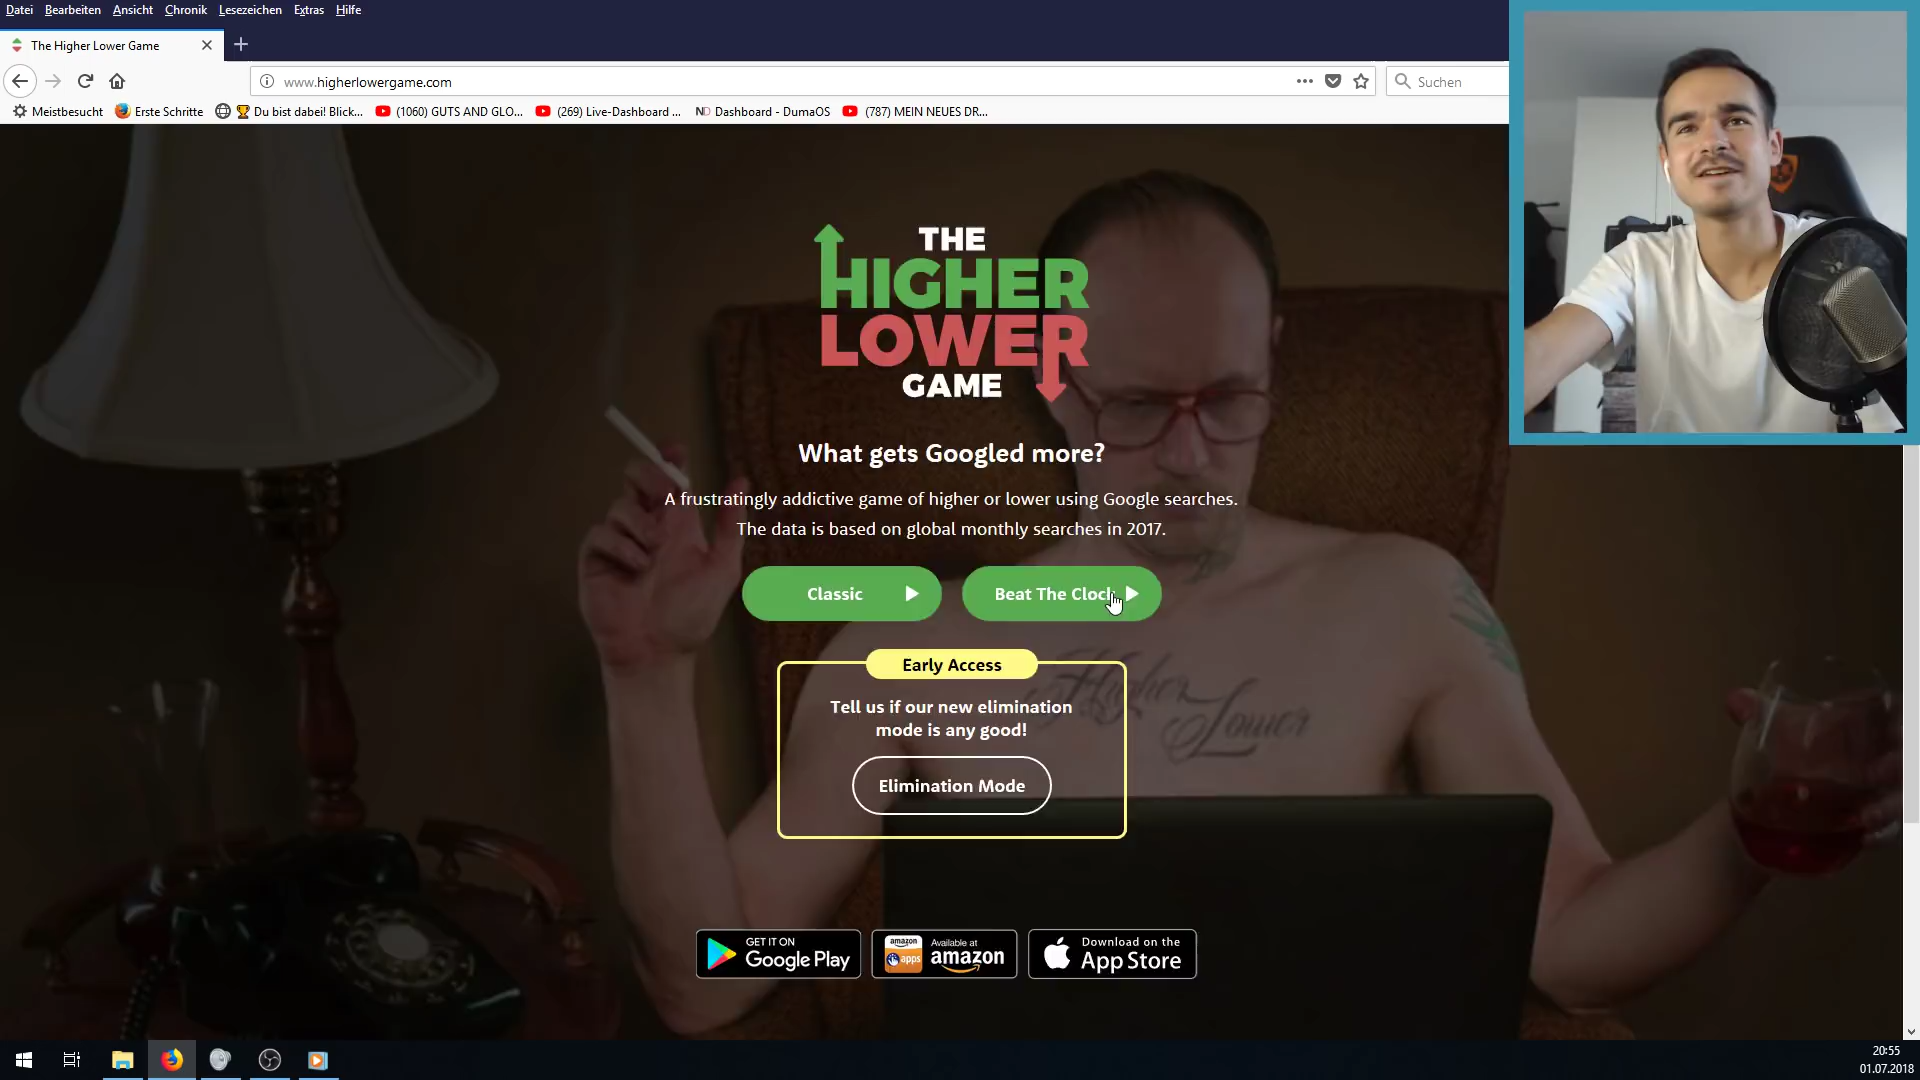 Datei Bearbeiten Ansicht Chronik Lesezeichen Extras Hilfe
The Higher Lower Game
www.higherlowergame.com
Suchen
Meistbesucht Erste Schritte Du bist dabei! Blick... (1060) GUTS AND GLO... (269) Live-Dashboard ... ND Dashboard - DumaOS (787) MEIN NEUES DR...
THE
HIGHER
LOWER
GAME
What gets Googled more?
A frustratingly addictive game of higher or lower using Google searches.
The data is based on global monthly searches in 2017.
Classic Beat The Clock
Early Access
Higher
Lower
Tell us if our new elimination
mode is any good!
Elimination Mode
GET IT ON
Google Play
amazon
apps
Available at
amazon
Download on the
App Store
20:55
01.07.2018